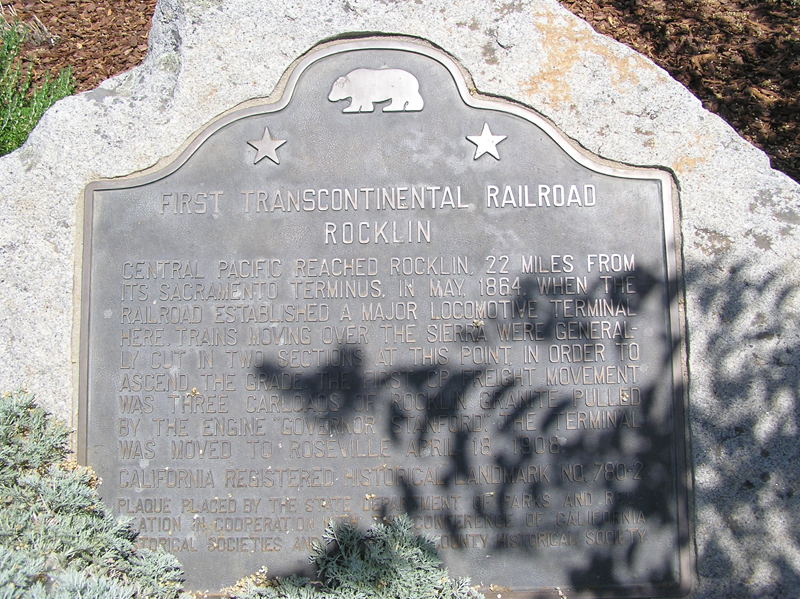 FIRST TRANSCONTINENTAL RAILROAD
ROCKLIN
CENTRAL PACIFIC REACHED ROCKLIN, 22 MILES FROM
ITS SACRAMENTO TERMINUS, IN MAY, 1864, WHEN THE
RAILROAD ESTABLISHED A MAJOR LOCOMOTIVE TERMINAL
HERE. TRAINS MOVING OVER THE SIERRA WERE GENERAL-
LY CUT IN TWO SECTIONS AT THIS POINT IN ORDER TO
ASCEND THE GRADE. THE FIRST CP FREIGHT MOVEMENT
WAS THREE CARLOADS OF ROCKLIN GRANITE PULLED
BY THE ENGINE "GOVERNOR STANFORD." THE TERMINAL
WAS MOVED TO ROSEVILLE APRIL 18, 1908.
CALIFORNIA REGISTERED HISTORICAL LANDMARK NO. 780-2
PLAQUE PLACED BY THE STATE DEPARTMENT OF PARKS AND
IN COOPERATION CONFERENCE OF CALIFORNIA
SOCIETIES AND HISTORICAL SOCIETY